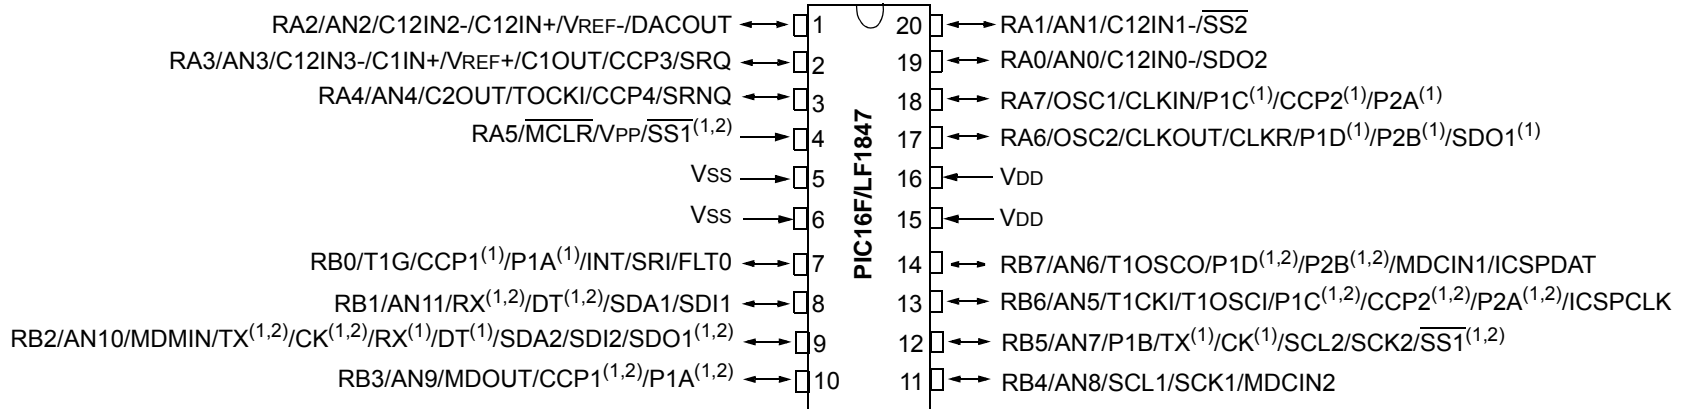 RA2/AN2/C12IN2-/C12IN+/VREF-/DACOUT 1
RA3/AN3/C12IN3-/C1IN+/VREF+/C1OUT/CCP3/SRQ 2
RA4/AN4/C2OUT/TOCKI/CCP4/SRNQ 3
RA5/MCLR/VPP/SS1(1,2) 4
VSS 5
VSS 6
RB0/T1G/CCP1(1)/P1A(1)/INT/SRI/FLT0 7
RB1/AN11/RX(1,2)/DT(1,2)/SDA1/SDI1 8
RB2/AN10/MDMIN/TX(1,2)/CK(1,2)/RX(1)/DT(1)/SDA2/SDI2/SDO1(1,2) 9
RB3/AN9/MDOUT/CCP1(1,2)/P1A(1,2) 10
PIC16F/LF1847
20 RA1/AN1/C12IN1-/SS2
19 RA0/AN0/C12IN0-/SDO2
18 RA7/OSC1/CLKIN/P1C(1)/CCP2(1)/P2A(1)
17 RA6/OSC2/CLKOUT/CLKR/P1D(1)/P2B(1)/SDO1(1)
16 VDD
15 VDD
14 RB7/AN6/T1OSCO/P1D(1,2)/P2B(1,2)/MDCIN1/ICSPDAT
13 RB6/AN5/T1CKI/T1OSCI/P1C(1,2)/CCP2(1,2)/P2A(1,2)/ICSPCLK
12 RB5/AN7/P1B/TX(1)/CK(1)/SCL2/SCK2/SS1(1,2)
11 RB4/AN8/SCL1/SCK1/MDCIN2